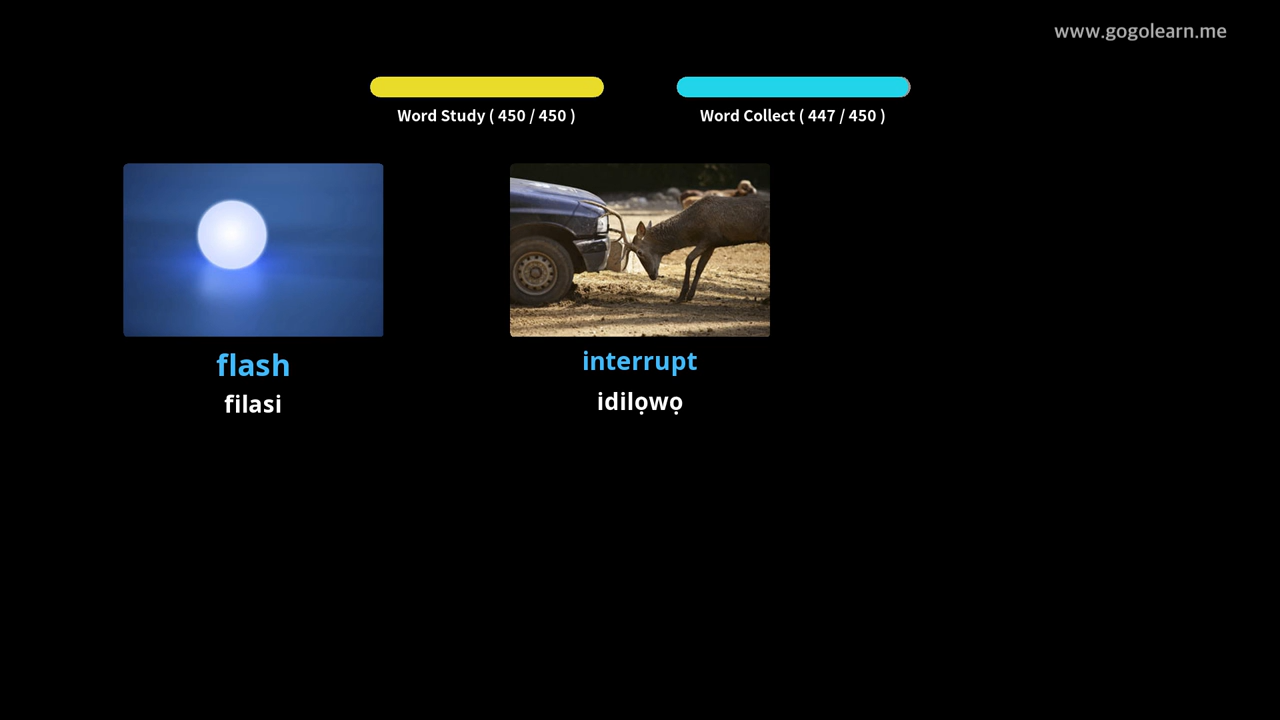 www.gogolearn.me
Word Study ( 450 / 450 )
Word Collect ( 447 / 450 )
flash
filasi
interrupt
idilọwọ